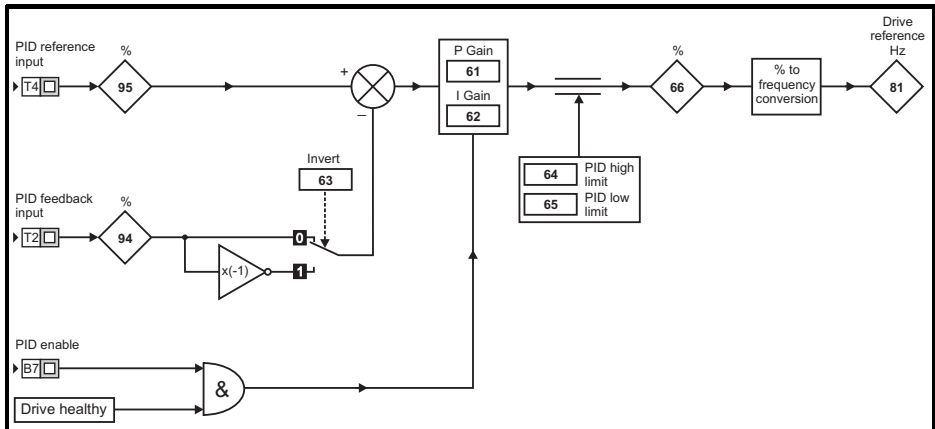 PID reference
input
T4
%
95
+
–
P Gain
61
I Gain
62
%
66
% to
frequency
conversion
Drive
reference
Hz
81
64
PID high
limit
65
PID low
limit
Invert
63
PID feedback
input
T2
%
94
0
x(-1)
1
PID enable
B7
&
Drive healthy